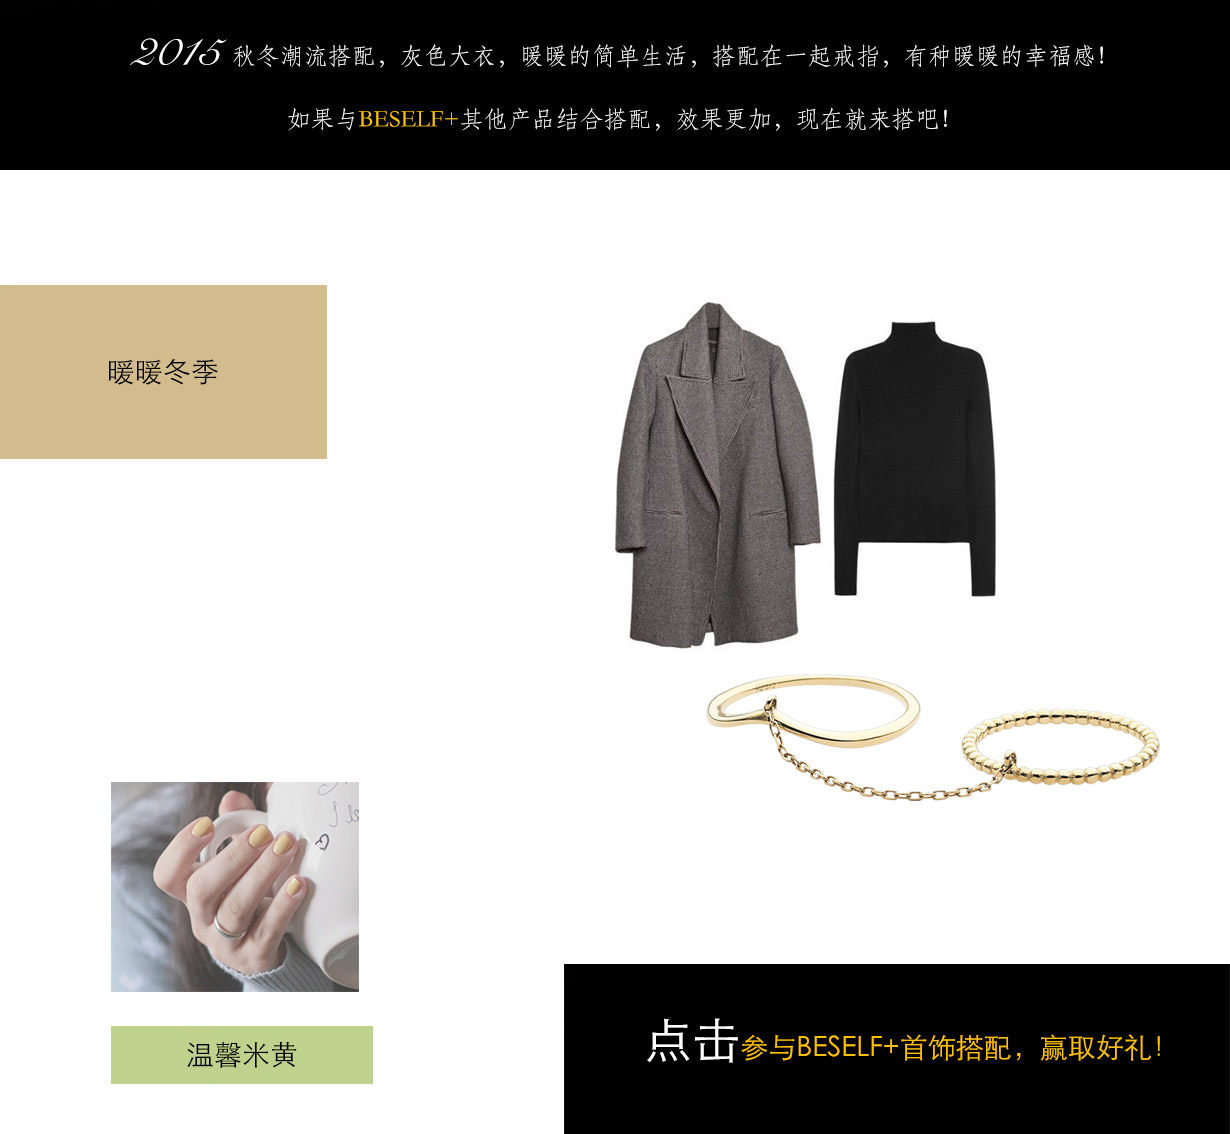 2015 秋冬潮流搭配，灰色大衣，暖暖的简单生活，搭配在一起戒指，有种暖暖的幸福感！
如果与BESELF+其他产品结合搭配，效果更加，现在就来搭吧！
暖暖冬季
温馨米黄
点击参与BESELF+首饰搭配，赢取好礼！